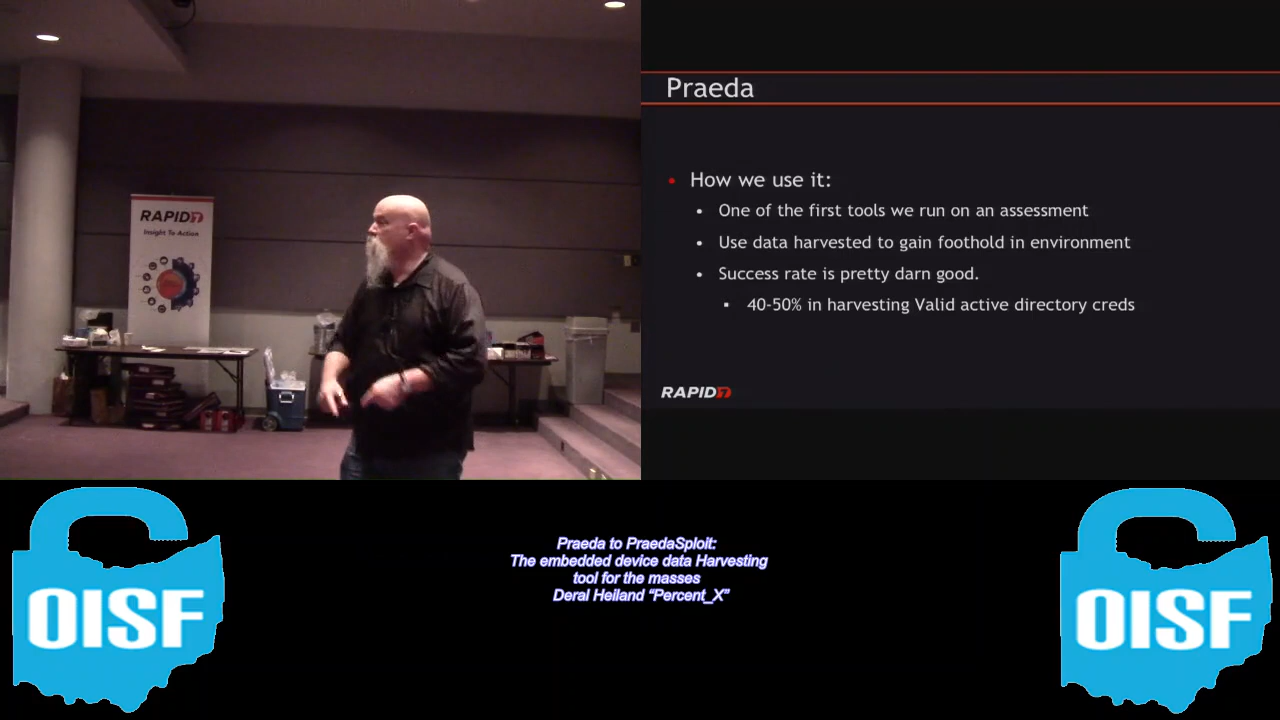 RAPID7
Insight To Action
Praeda
How we use it:
One of the first tools we run on an assessment
Use data harvested to gain foothold in environment
Success rate is pretty darn good.
40-50% in harvesting Valid active directory creds
RAPID7
Praeda to PraedaSploit:
The embedded device data Harvesting
tool for the masses
Deral Heiland “Percent_X”
OISF
OISF